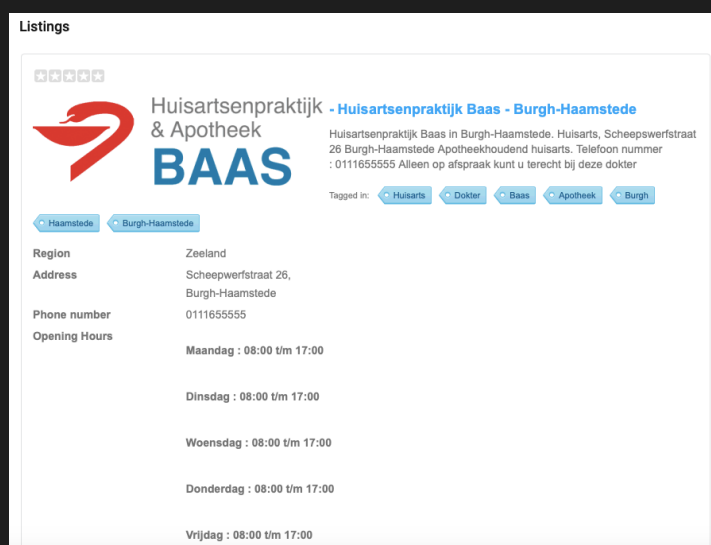 Listings
Huisartsenpraktijk
& Apotheek
BAAS
- Huisartsenpraktijk Baas - Burgh-Haamstede
Huisartsenpraktijk Baas in Burgh-Haamstede. Huisarts, Scheepswerfstraat
26 Burgh-Haamstede Apotheekhoudend huisarts. Telefoon nummer
: 0111655555 Alleen op afspraak kunt u terecht bij deze dokter
Tagged in: Huisarts Dokter Baas Apotheek Burgh
Haamstede Burgh-Haamstede
Region Zeeland
Address Scheepwerfstraat 26,
Burgh-Haamstede
Phone number 0111655555
Opening Hours
Maandag : 08:00 t/m 17:00
Dinsdag : 08:00 t/m 17:00
Woensdag : 08:00 t/m 17:00
Donderdag : 08:00 t/m 17:00
Vrijdag : 08:00 t/m 17:00